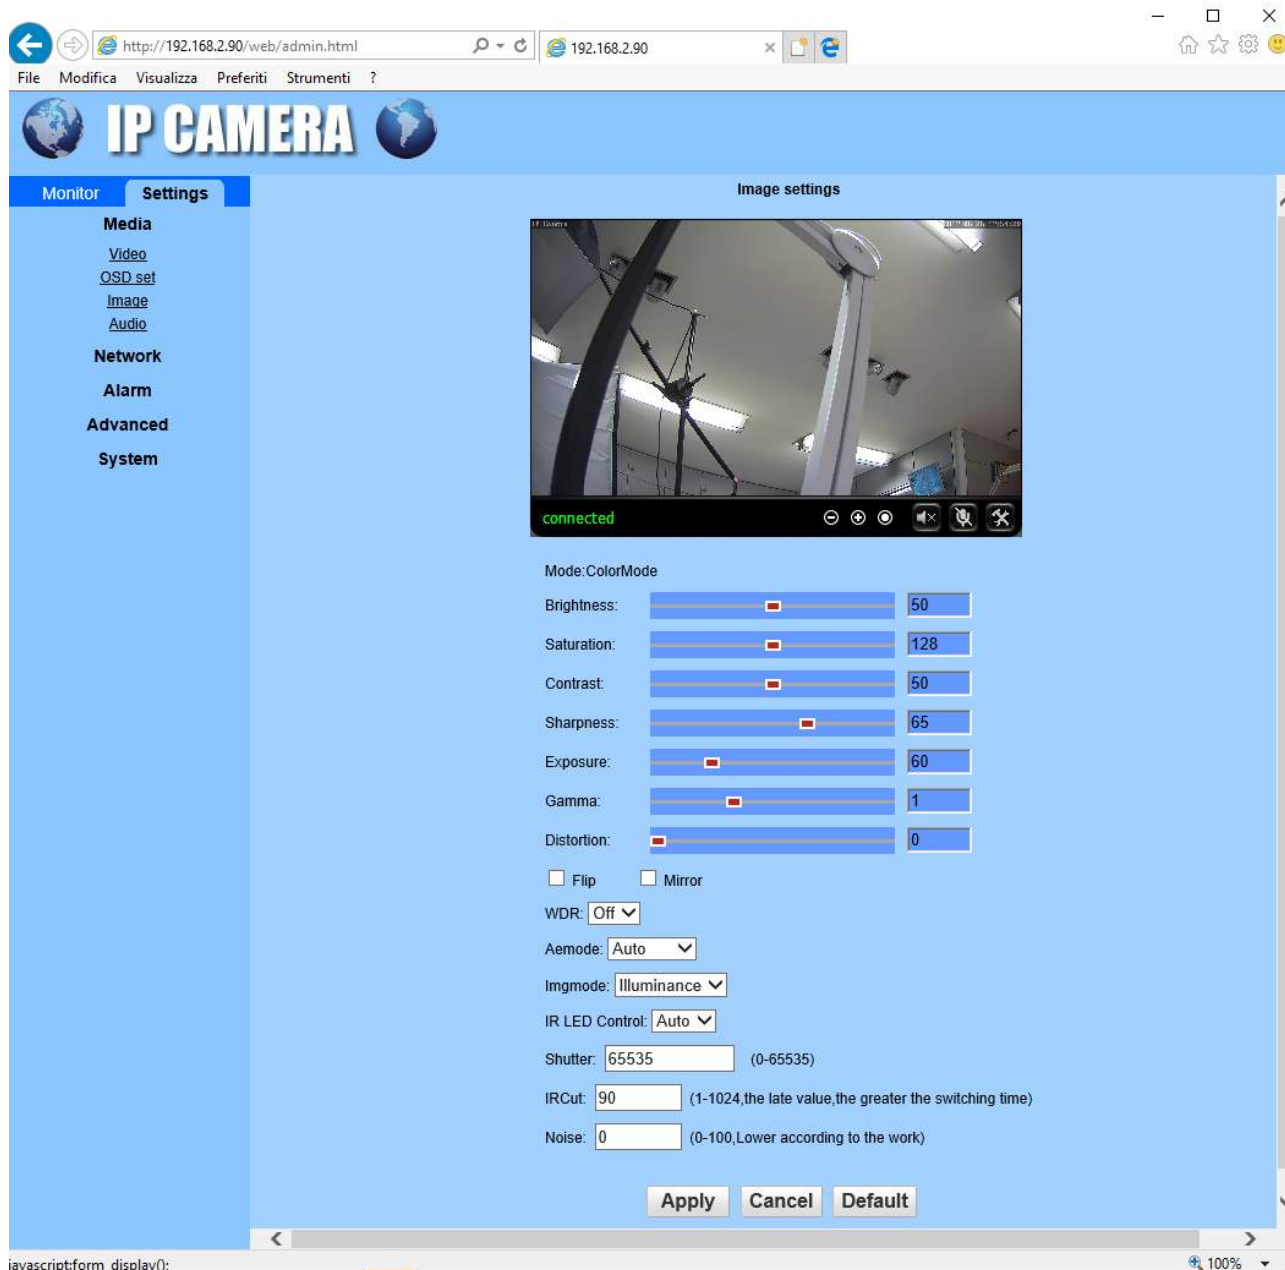 http://192.168.2.90/web/admin.html
192.168.2.90
File Modifica Visualizza Preferiti Strumenti ?
IP CAMERA
Monitor Settings
Image settings
Media
Video
OSD set
Image
Audio
Network
Alarm
Advanced
System
IP Camera
connected
Mode:ColorMode
Brightness: 50
Saturation: 128
Contrast: 50
Sharpness: 65
Exposure: 60
Gamma: 1
Distortion: 0
Flip Mirror
WDR: Off
Aemode: Auto
Imgmode: Illuminance
IR LED Control: Auto
Shutter: 65535 (0-65535)
IRCut: 90 (1-1024,the late value,the greater the switching time)
Noise: 0 (0-100,Lower according to the work)
Apply Cancel Default
javascript:form_display();
100%